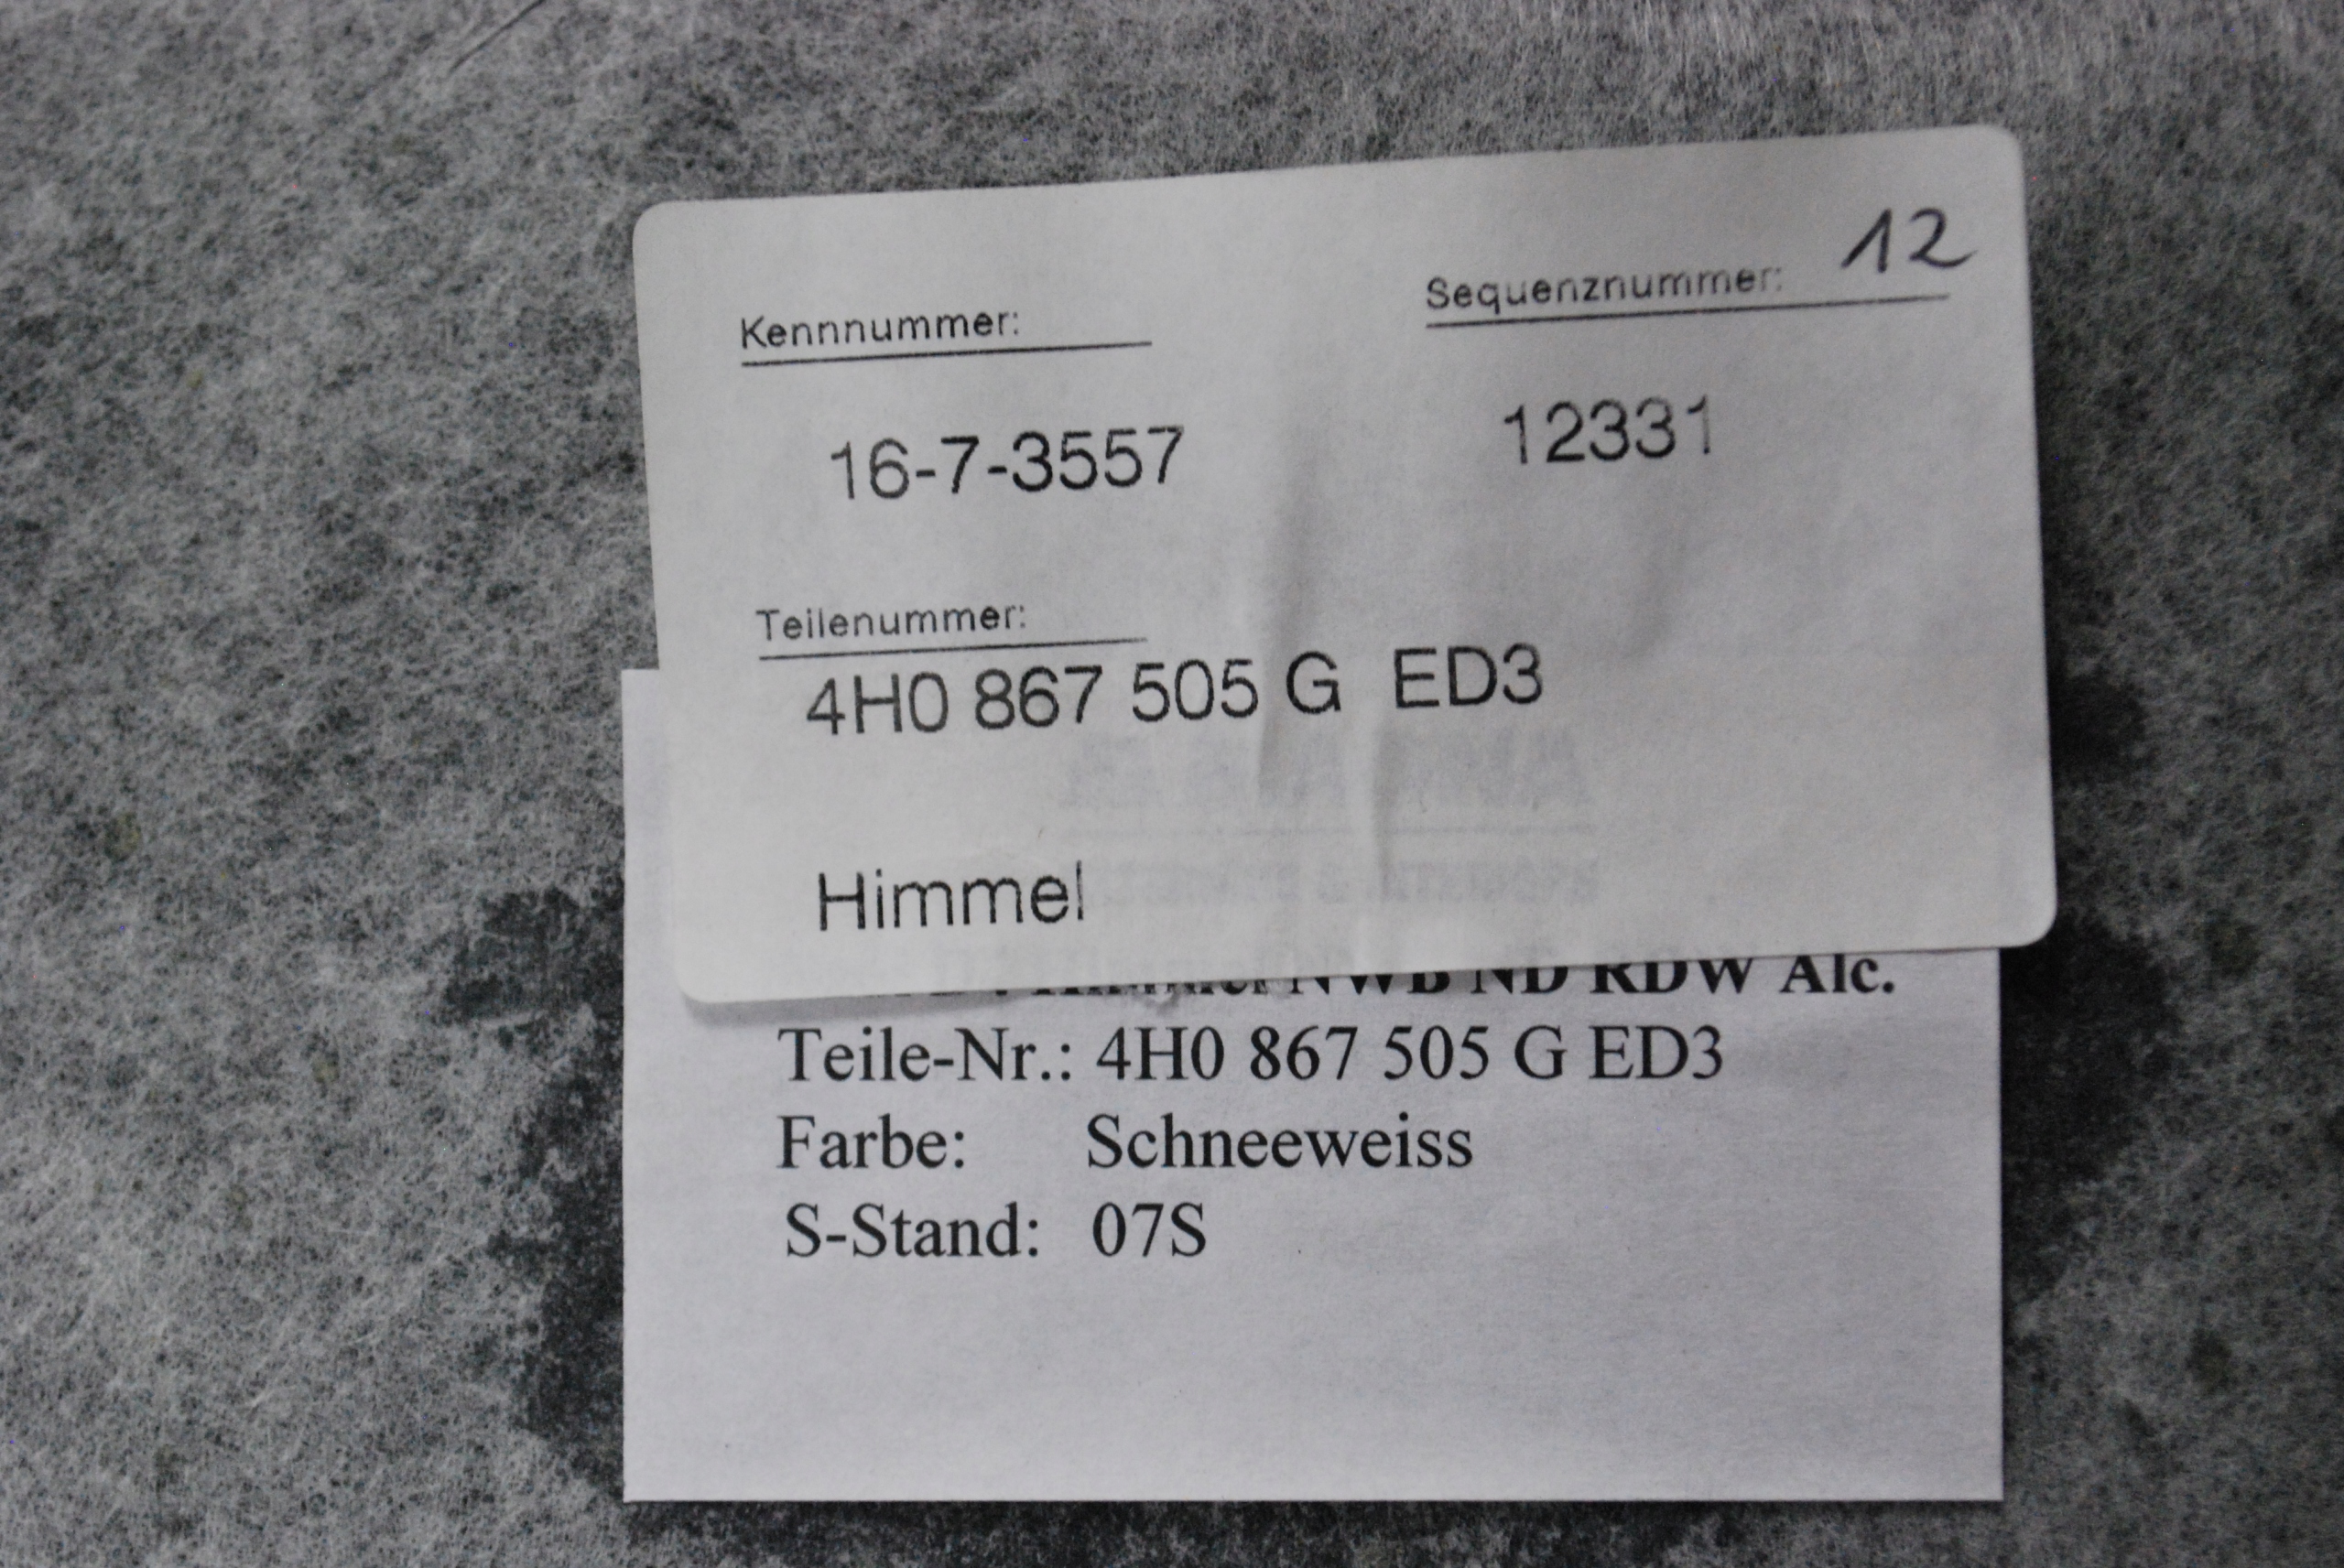 12
Kennnummer: Sequenznummer:
16-7-3557 12331
Teilenummer:
4H0 867 505 G ED3
Himmel
NWB ND RDW Alc.
Teile-Nr.: 4H0 867 505 G ED3
Farbe: Schneeweiss
S-Stand: 07S